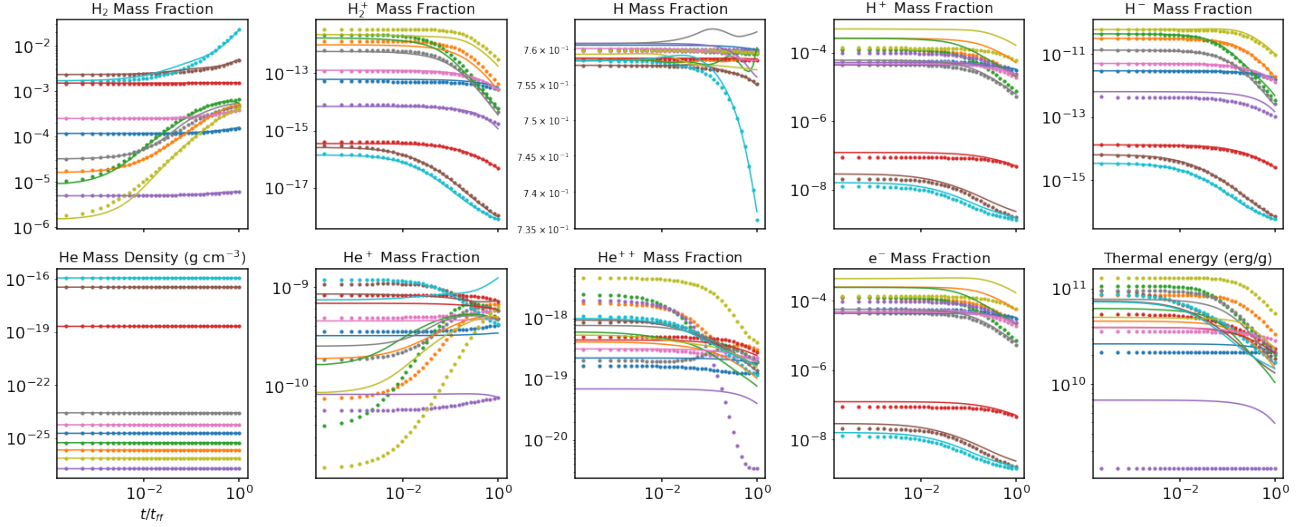 H₂ Mass Fraction
10⁻²
10⁻³
10⁻⁴
10⁻⁵
10⁻⁶
H₂⁺ Mass Fraction
10⁻¹³
10⁻¹⁵
10⁻¹⁷
H Mass Fraction
7.6 × 10⁻¹
7.55 × 10⁻¹
7.5 × 10⁻¹
7.45 × 10⁻¹
7.4 × 10⁻¹
7.35 × 10⁻¹
H⁺ Mass Fraction
10⁻⁴
10⁻⁶
10⁻⁸
H⁻ Mass Fraction
10⁻¹¹
10⁻¹³
10⁻¹⁵
He Mass Density (g cm⁻³)
10⁻¹⁶
10⁻¹⁹
10⁻²²
10⁻²⁵
10⁻² 10⁰
t/t_ff
He⁺ Mass Fraction
10⁻⁹
10⁻¹⁰
10⁻² 10⁰
He⁺⁺ Mass Fraction
10⁻¹⁸
10⁻¹⁹
10⁻²⁰
10⁻² 10⁰
e⁻ Mass Fraction
10⁻⁴
10⁻⁶
10⁻⁸
10⁻² 10⁰
Thermal energy (erg/g)
10¹¹
10¹⁰
10⁻² 10⁰